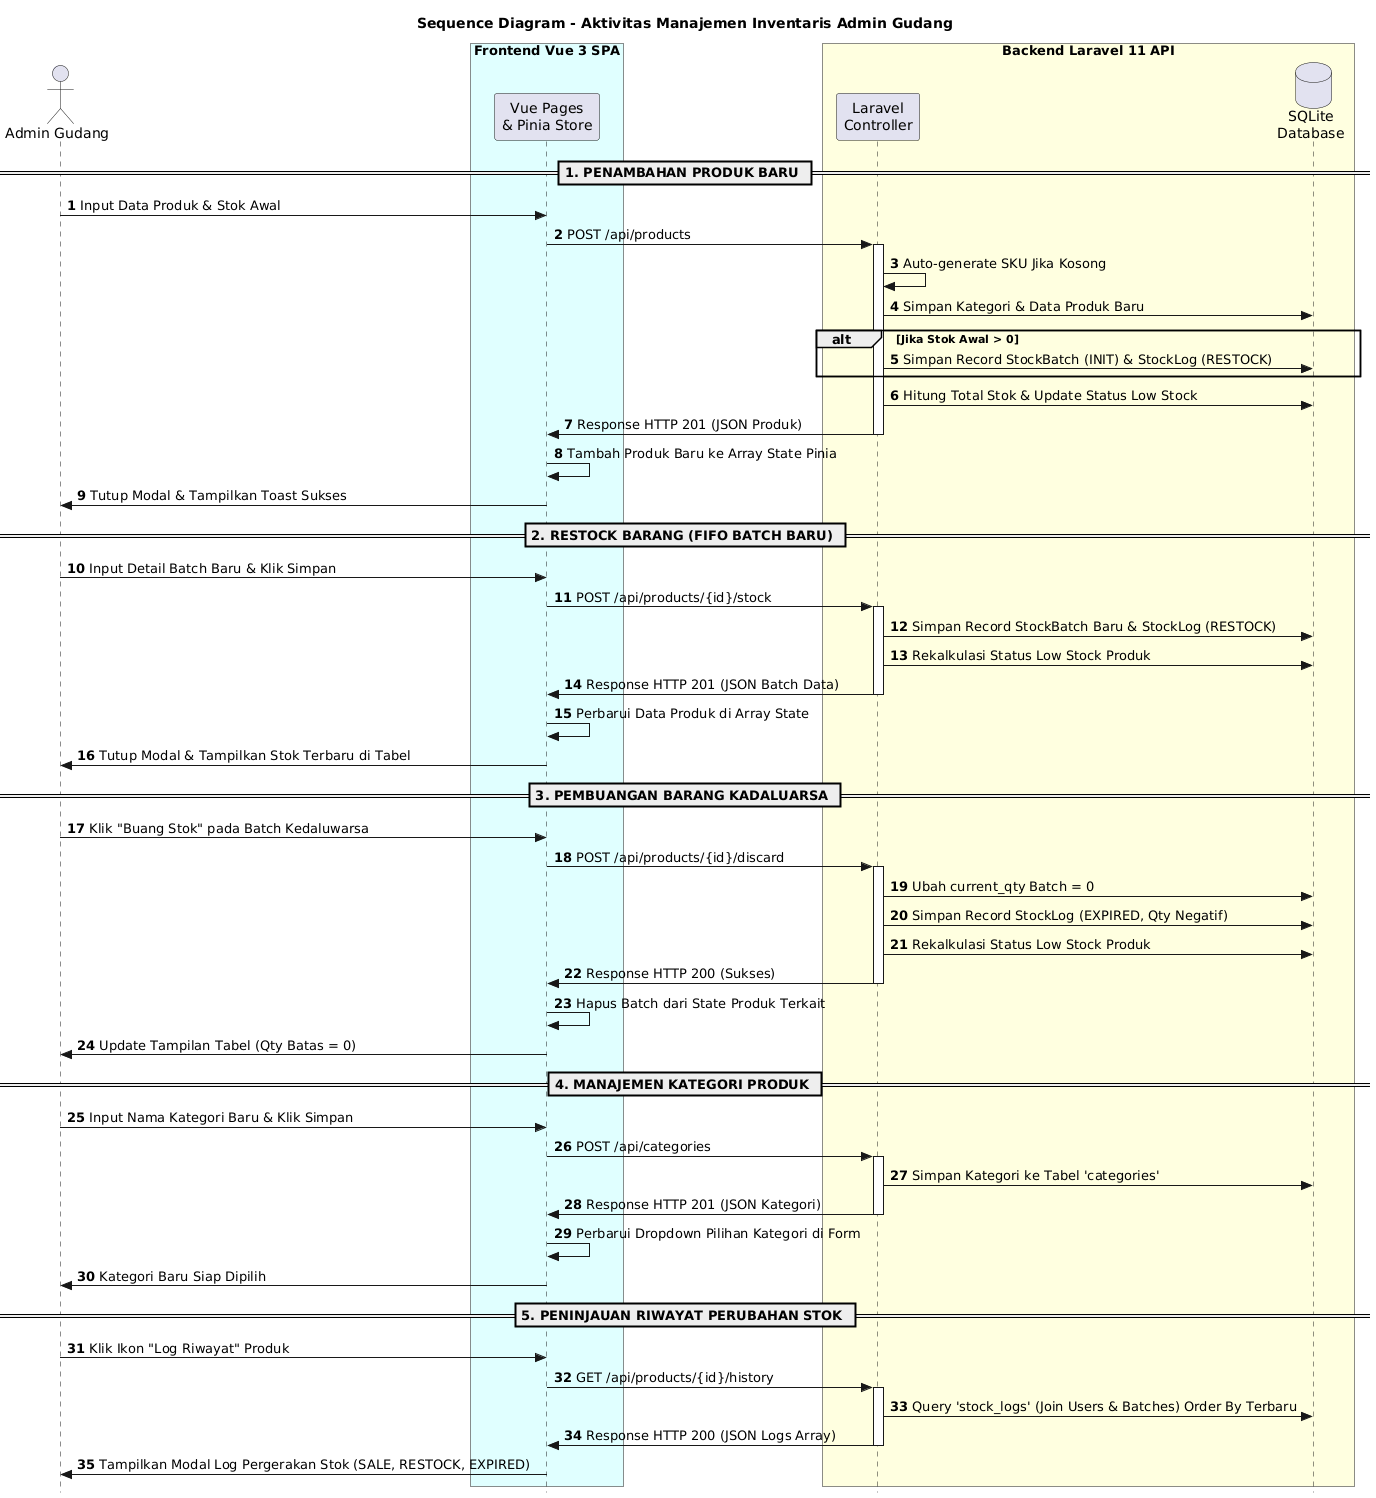 Sequence Diagram - Aktivitas Manajemen Inventaris Admin Gudang
Frontend Vue 3 SPA
Backend Laravel 11 API
Admin Gudang
Vue Pages
& Pinia Store
Laravel
Controller
SQLite
Database
1. PENAMBAHAN PRODUK BARU
1 Input Data Produk & Stok Awal
2 POST /api/products
3 Auto-generate SKU Jika Kosong
4 Simpan Kategori & Data Produk Baru
alt [Jika Stok Awal > 0]
5 Simpan Record StockBatch (INIT) & StockLog (RESTOCK)
6 Hitung Total Stok & Update Status Low Stock
7 Response HTTP 201 (JSON Produk)
8 Tambah Produk Baru ke Array State Pinia
9 Tutup Modal & Tampilkan Toast Sukses
2. RESTOCK BARANG (FIFO BATCH BARU)
10 Input Detail Batch Baru & Klik Simpan
11 POST /api/products/{id}/stock
12 Simpan Record StockBatch Baru & StockLog (RESTOCK)
13 Rekalkulasi Status Low Stock Produk
14 Response HTTP 201 (JSON Batch Data)
15 Perbarui Data Produk di Array State
16 Tutup Modal & Tampilkan Stok Terbaru di Tabel
3. PEMBUANGAN BARANG KADALUARSA
17 Klik "Buang Stok" pada Batch Kedaluwarsa
18 POST /api/products/{id}/discard
19 Ubah current_qty Batch = 0
20 Simpan Record StockLog (EXPIRED, Qty Negatif)
21 Rekalkulasi Status Low Stock Produk
22 Response HTTP 200 (Sukses)
23 Hapus Batch dari State Produk Terkait
24 Update Tampilan Tabel (Qty Batas = 0)
4. MANAJEMEN KATEGORI PRODUK
25 Input Nama Kategori Baru & Klik Simpan
26 POST /api/categories
27 Simpan Kategori ke Tabel 'categories'
28 Response HTTP 201 (JSON Kategori)
29 Perbarui Dropdown Pilihan Kategori di Form
30 Kategori Baru Siap Dipilih
5. PENINJAUAN RIWAYAT PERUBAHAN STOK
31 Klik Ikon "Log Riwayat" Produk
32 GET /api/products/{id}/history
33 Query 'stock_logs' (Join Users & Batches) Order By Terbaru
34 Response HTTP 200 (JSON Logs Array)
35 Tampilkan Modal Log Pergerakan Stok (SALE, RESTOCK, EXPIRED)